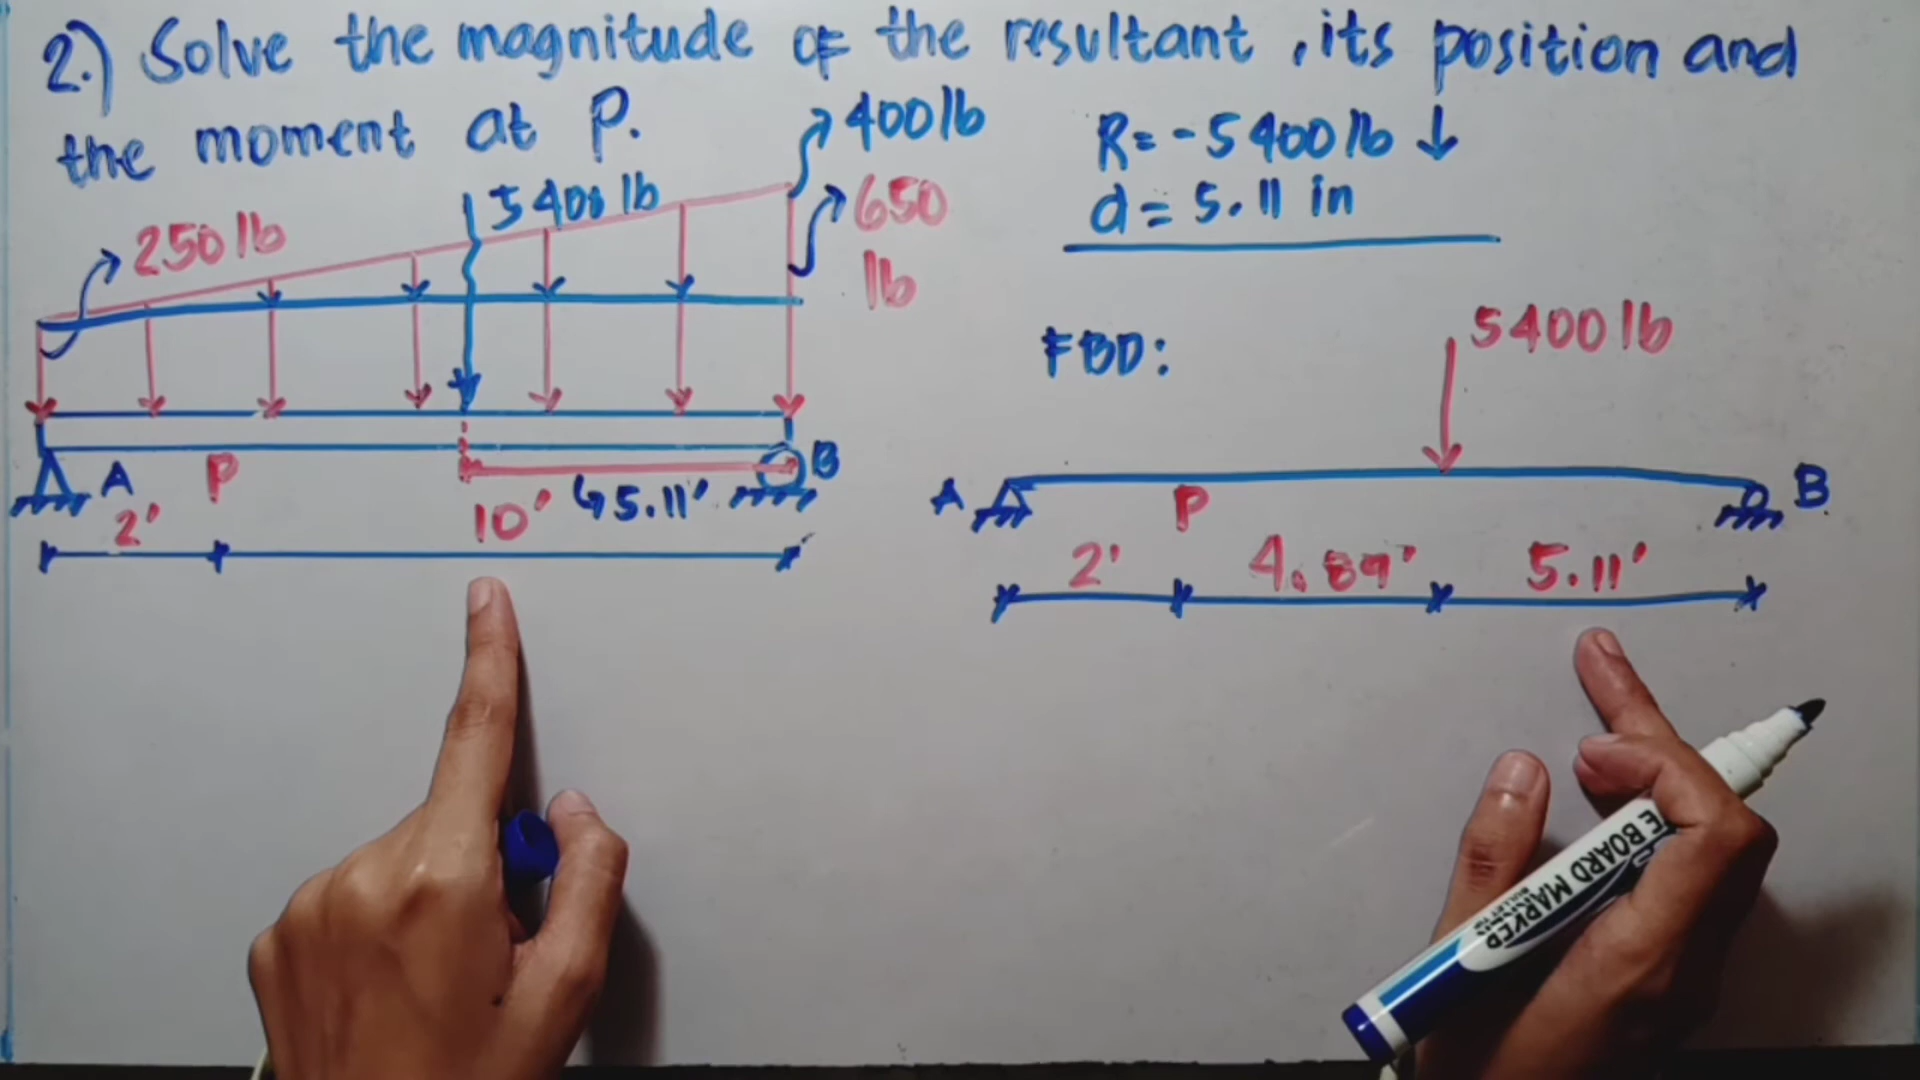 2.) Solve the magnitude of the resultant, its position and
the moment at P.
400 lb
650
lb
250 lb
5400 lb
R = -5400 lb ↓
d = 5.11 in
FBD:
5400 lb
A
P
B
2'
10'
5.11'
A
P
B
2'
4.89'
5.11'
E BOARD MARKER